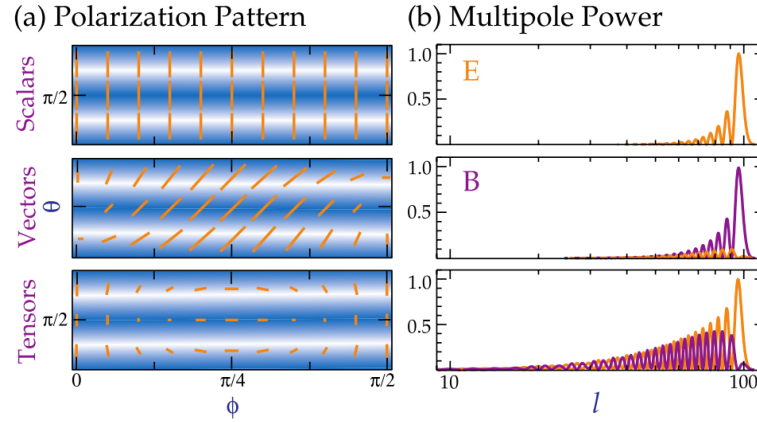 (a) Polarization Pattern
(b) Multipole Power
Scalars
π/2
1.0
0.5
E
Vectors
θ
1.0
0.5
B
Tensors
π/2
1.0
0.5
0
π/4
π/2
10
100
ϕ
l